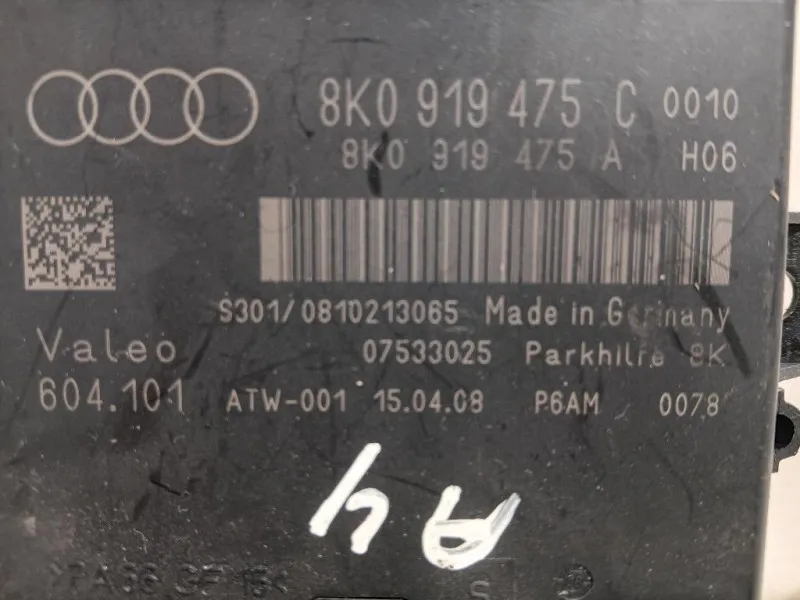 8K0 919 475 C 0010
8K0 919 475 A H06
S301/0810213065 Made in Germany
Valeo 07533025 Parkhilfe 8K
604.101 ATW-001 15.04.08 P6AM 0078
A4